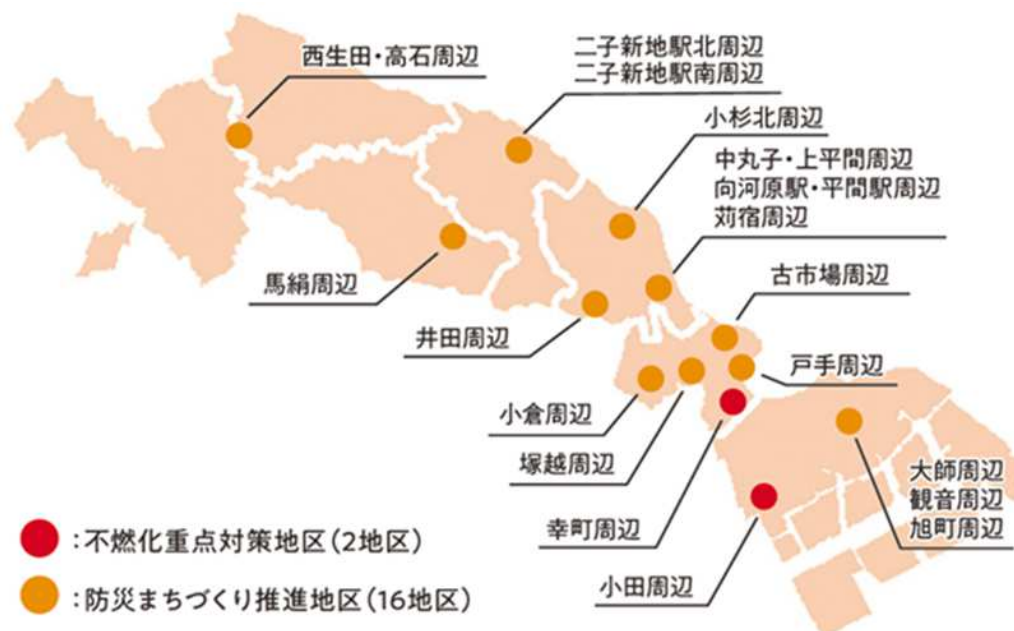 西生田・高石周辺
二子新地駅北周辺
二子新地駅南周辺
小杉北周辺
中丸子・上平間周辺
向河原駅・平間駅周辺
苅宿周辺
馬絹周辺
古市場周辺
井田周辺
戸手周辺
小倉周辺
塚越周辺
大師周辺
観音周辺
旭町周辺
幸町周辺
小田周辺
：不燃化重点対策地区(2地区)
：防災まちづくり推進地区(16地区)